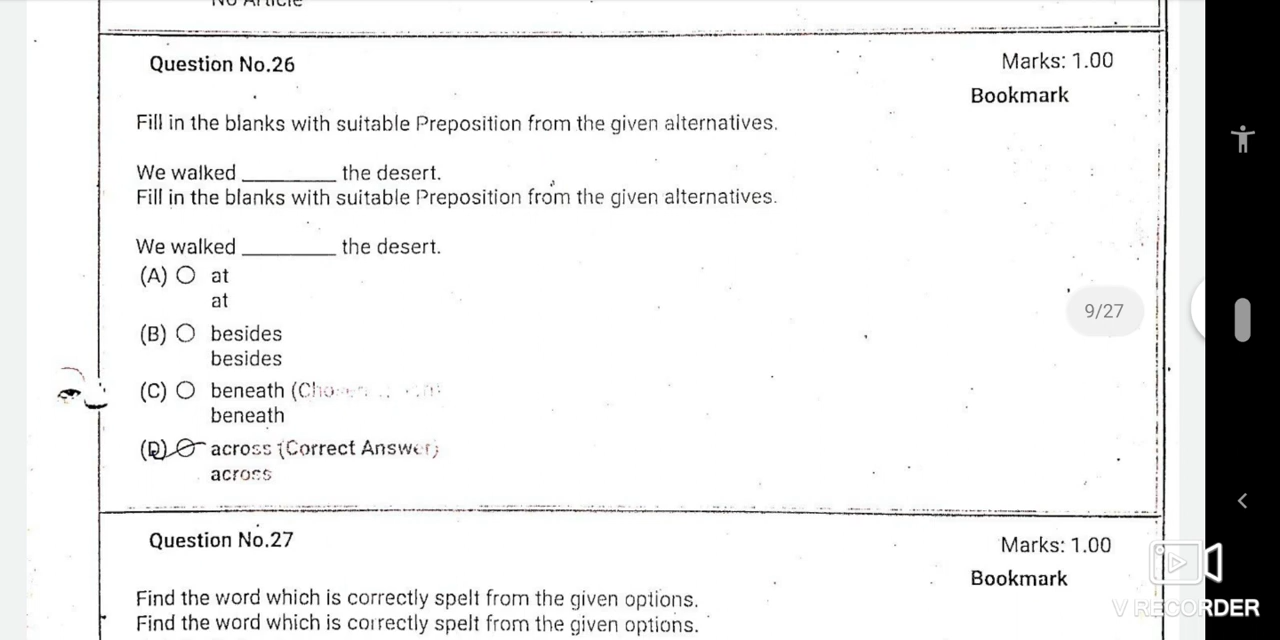 No Article
Question No.26
Marks: 1.00
Bookmark
Fill in the blanks with suitable Preposition from the given alternatives.
We walked _________ the desert.
Fill in the blanks with suitable Preposition from the given alternatives.
We walked _________ the desert.
(A) at
at
(B) besides
besides
(C) beneath
beneath
(D) across (Correct Answer)
across
9/27
Question No.27
Marks: 1.00
Bookmark
Find the word which is correctly spelt from the given options.
Find the word which is correctly spelt from the given options.
V RECORDER